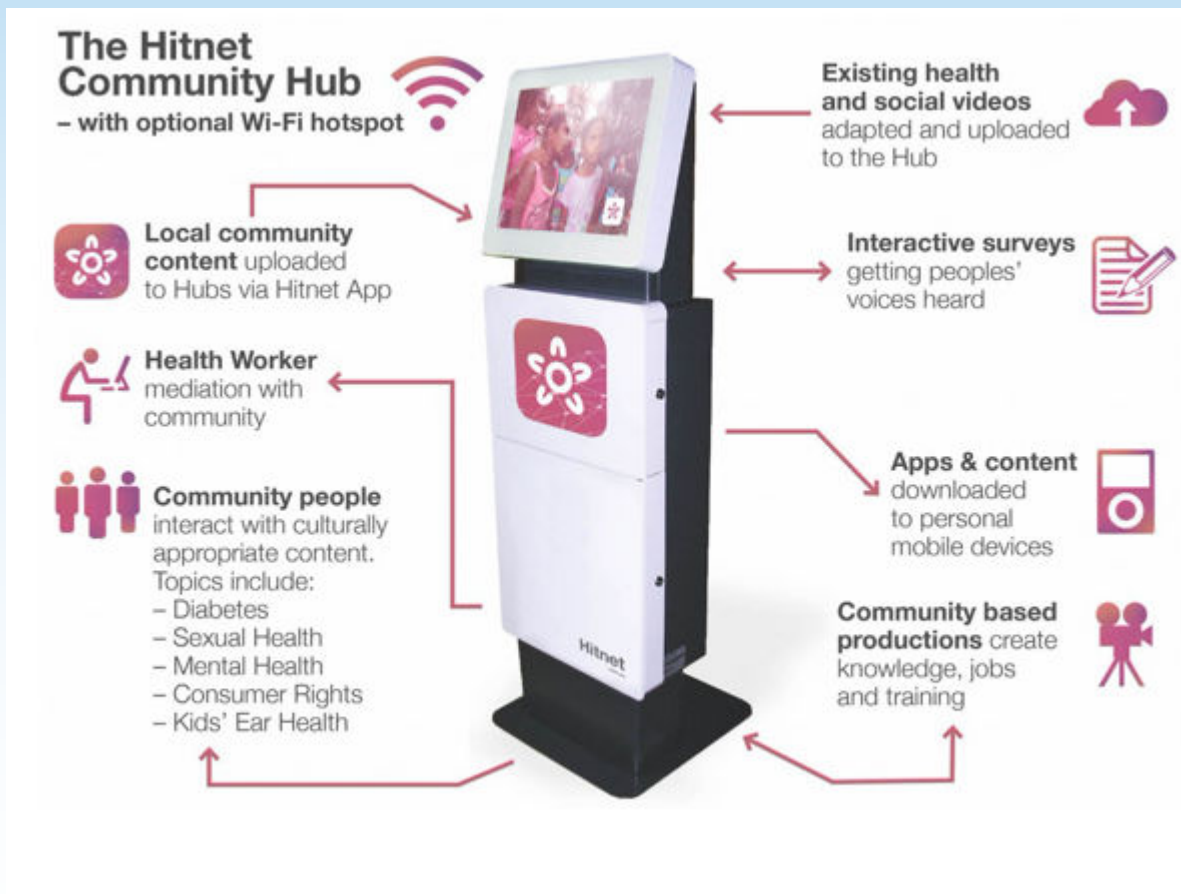 The Hitnet
Community Hub
– with optional Wi-Fi hotspot
Existing health
and social videos
adapted and uploaded
to the Hub
Local community
content uploaded
to Hubs via Hitnet App
Interactive surveys
getting peoples'
voices heard
Health Worker
mediation with
community
Apps & content
downloaded
to personal
mobile devices
Community people
interact with culturally
appropriate content.
Topics include:
– Diabetes
– Sexual Health
– Mental Health
– Consumer Rights
– Kids' Ear Health
Community based
productions create
knowledge, jobs
and training
Hitnet